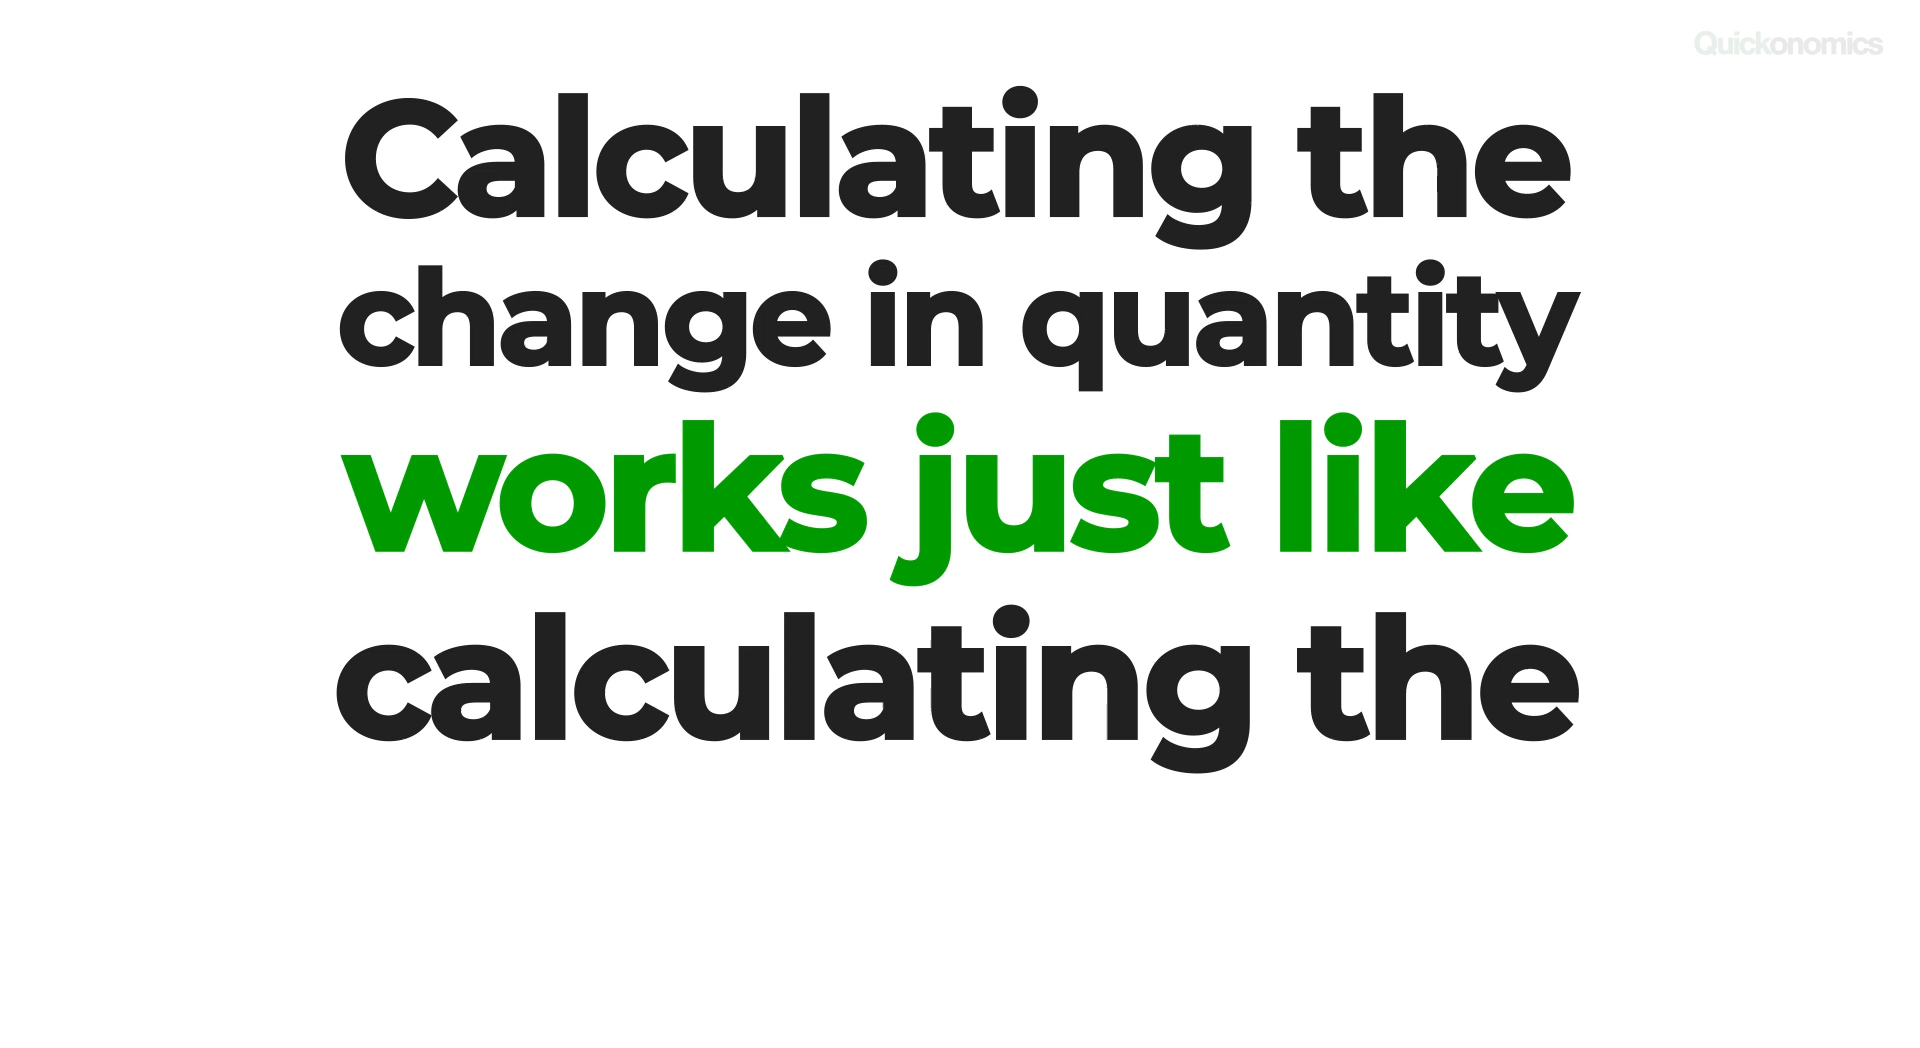 Quickonomics
Calculating the
change in quantity
works just like
calculating the